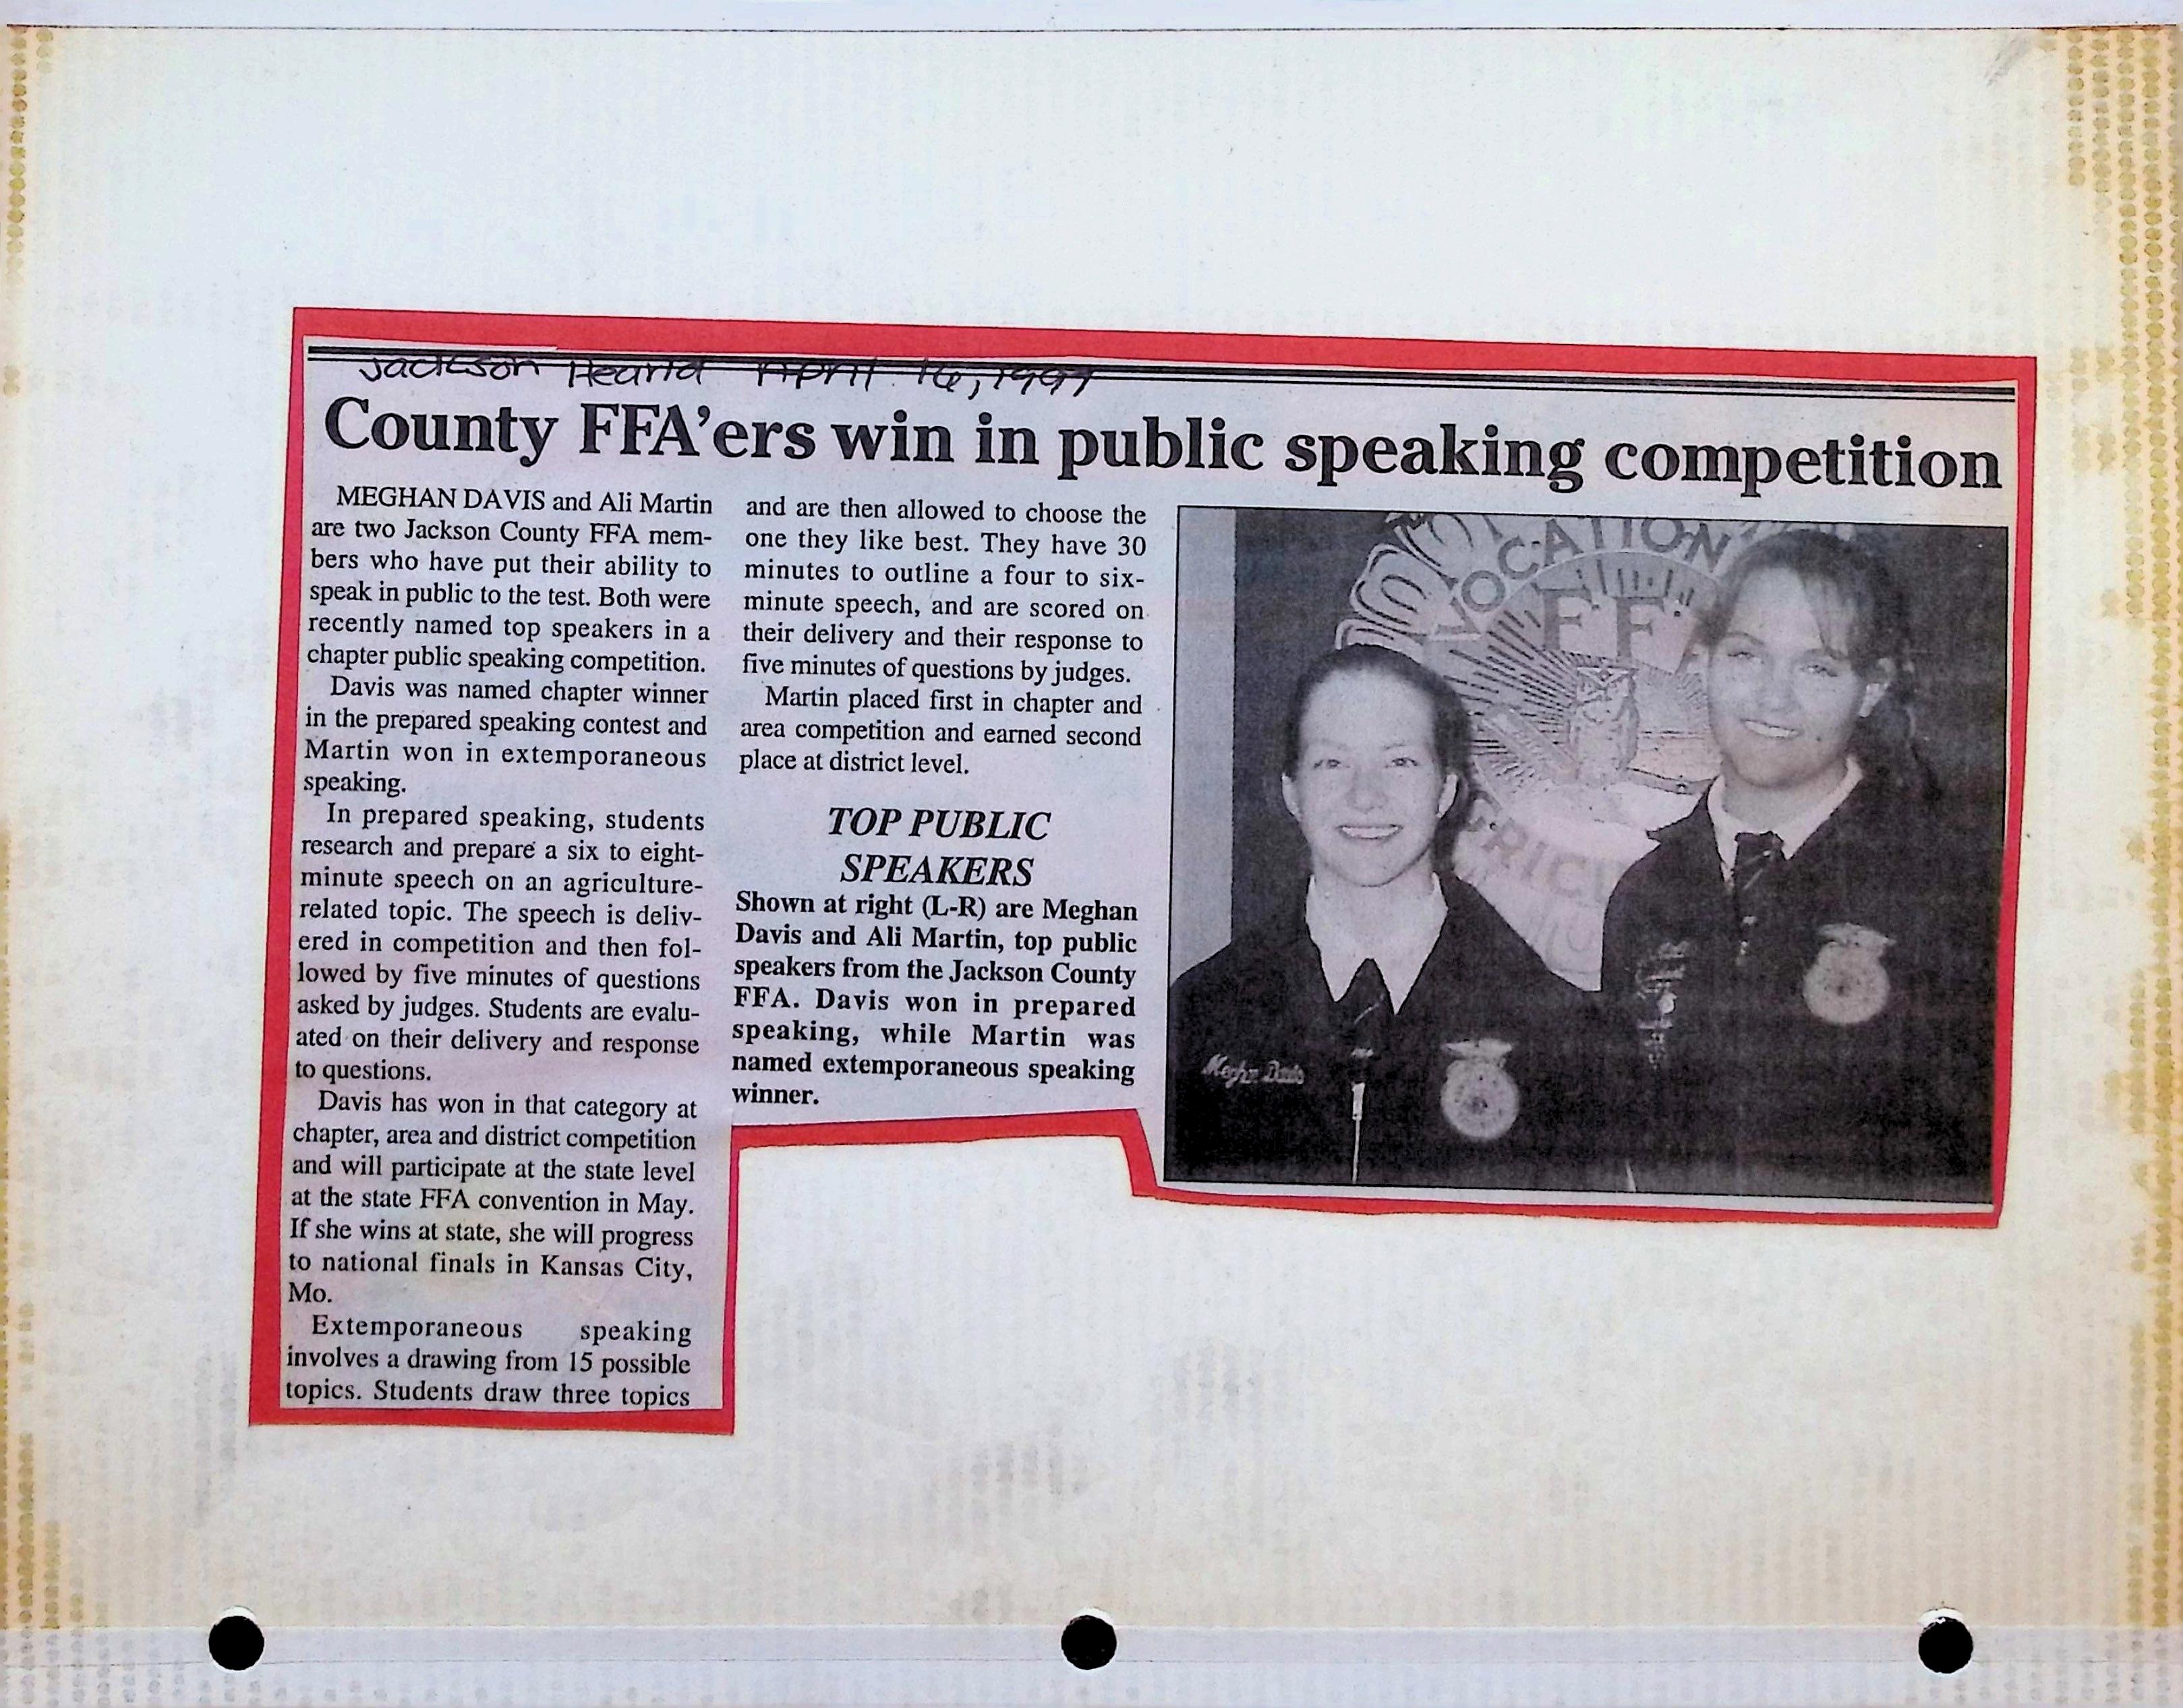 Jackson Hearld April 16, 1997
County FFA'ers win in public speaking competition
MEGHAN DAVIS and Ali Martin
are two Jackson County FFA mem-
bers who have put their ability to
speak in public to the test. Both were
recently named top speakers in a
chapter public speaking competition.
Davis was named chapter winner
in the prepared speaking contest and
Martin won in extemporaneous
speaking.
In prepared speaking, students
research and prepare a six to eight-
minute speech on an agriculture-
related topic. The speech is deliv-
ered in competition and then fol-
lowed by five minutes of questions
asked by judges. Students are evalu-
ated on their delivery and response
to questions.
Davis has won in that category at
chapter, area and district competition
and will participate at the state level
at the state FFA convention in May.
If she wins at state, she will progress
to national finals in Kansas City,
Mo.
Extemporaneous speaking
involves a drawing from 15 possible
topics. Students draw three topics
and are then allowed to choose the
one they like best. They have 30
minutes to outline a four to six-
minute speech, and are scored on
their delivery and their response to
five minutes of questions by judges.
Martin placed first in chapter and
area competition and earned second
place at district level.
TOP PUBLIC
SPEAKERS
Shown at right (L-R) are Meghan
Davis and Ali Martin, top public
speakers from the Jackson County
FFA. Davis won in prepared
speaking, while Martin was
named extemporaneous speaking
winner.
VOCATION
FF
GRICU
Meghan Davis